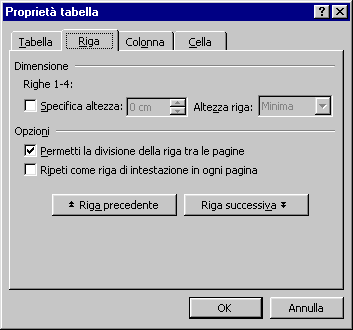 Proprietà tabella
Tabella Riga Colonna Cella
Dimensione
Righe 1-4:
Specifica altezza: 0 cm Altezza riga: Minima
Opzioni
Permetti la divisione della riga tra le pagine
Ripeti come riga di intestazione in ogni pagina
Riga precedente Riga successiva
OK Annulla